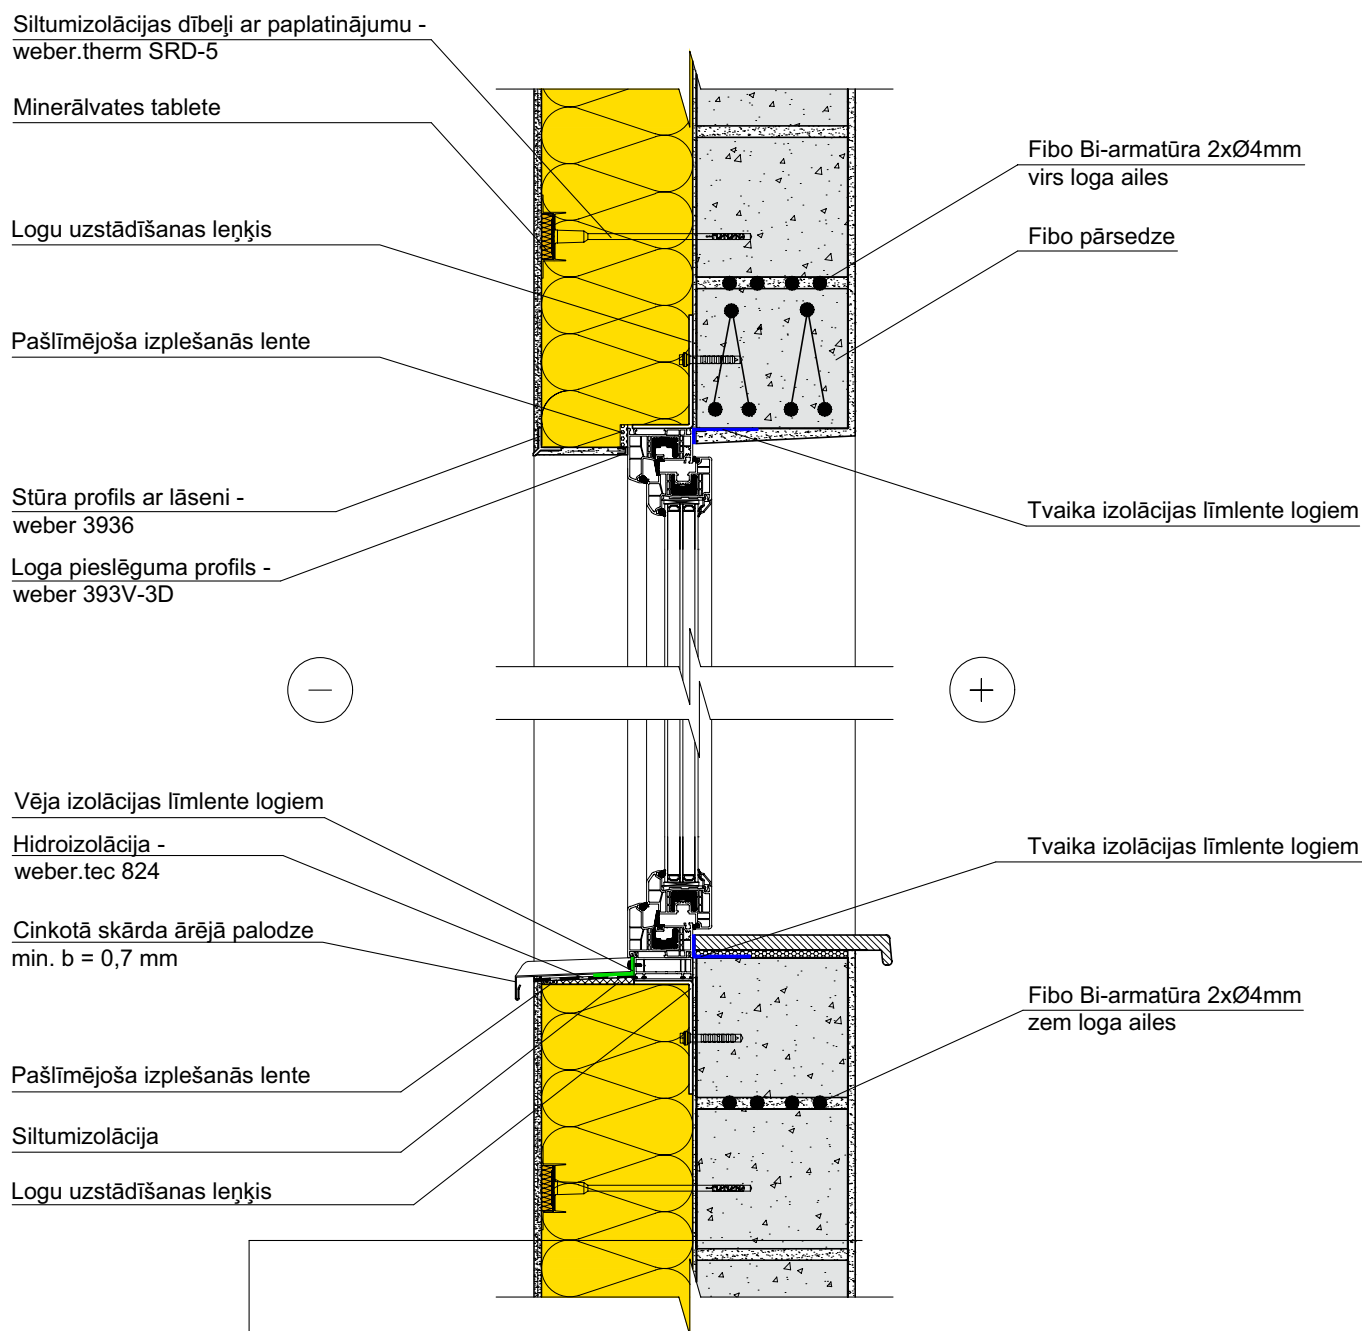 Siltumizolācijas dībeļi ar paplatinājumu -
weber.therm SRD-5
Minerālvates tablete
Logu uzstādīšanas leņķis
Pašlīmējoša izplešanās lente
Stūra profils ar lāseni -
weber 3936
Loga pieslēguma profils -
weber 393V-3D
Fibo Bi-armatūra 2xØ4mm
virs loga ailes
Fibo pārsedze
Tvaika izolācijas līmlente logiem
Vēja izolācijas līmlente logiem
Hidroizolācija -
weber.tec 824
Cinkotā skārda ārējā palodze
min. b = 0,7 mm
Pašlīmējoša izplešanās lente
Siltumizolācija
Logu uzstādīšanas leņķis
Tvaika izolācijas līmlente logiem
Fibo Bi-armatūra 2xØ4mm
zem loga ailes
−
+